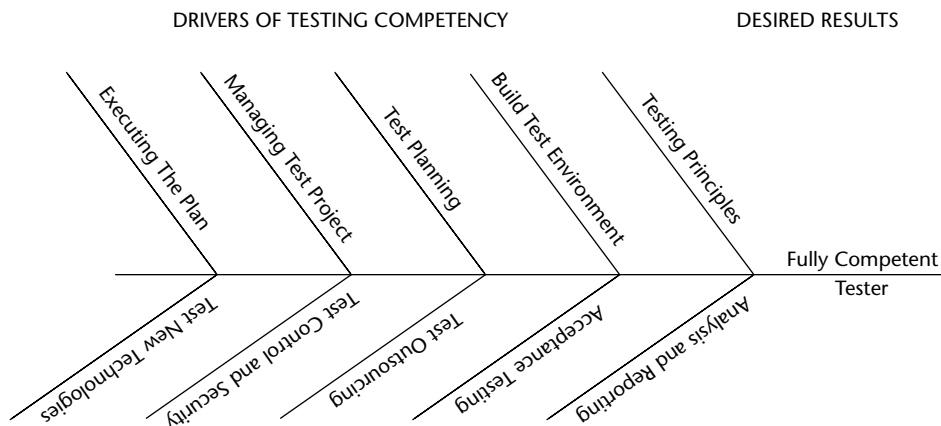 DRIVERS OF TESTING COMPETENCY
DESIRED RESULTS
Executing The Plan
Managing Test Project
Test Planning
Build Test Environment
Testing Principles
Fully Competent
Tester
Test New Technologies
Test Control and Security
Test Outsourcing
Acceptance Testing
Analysis and Reporting